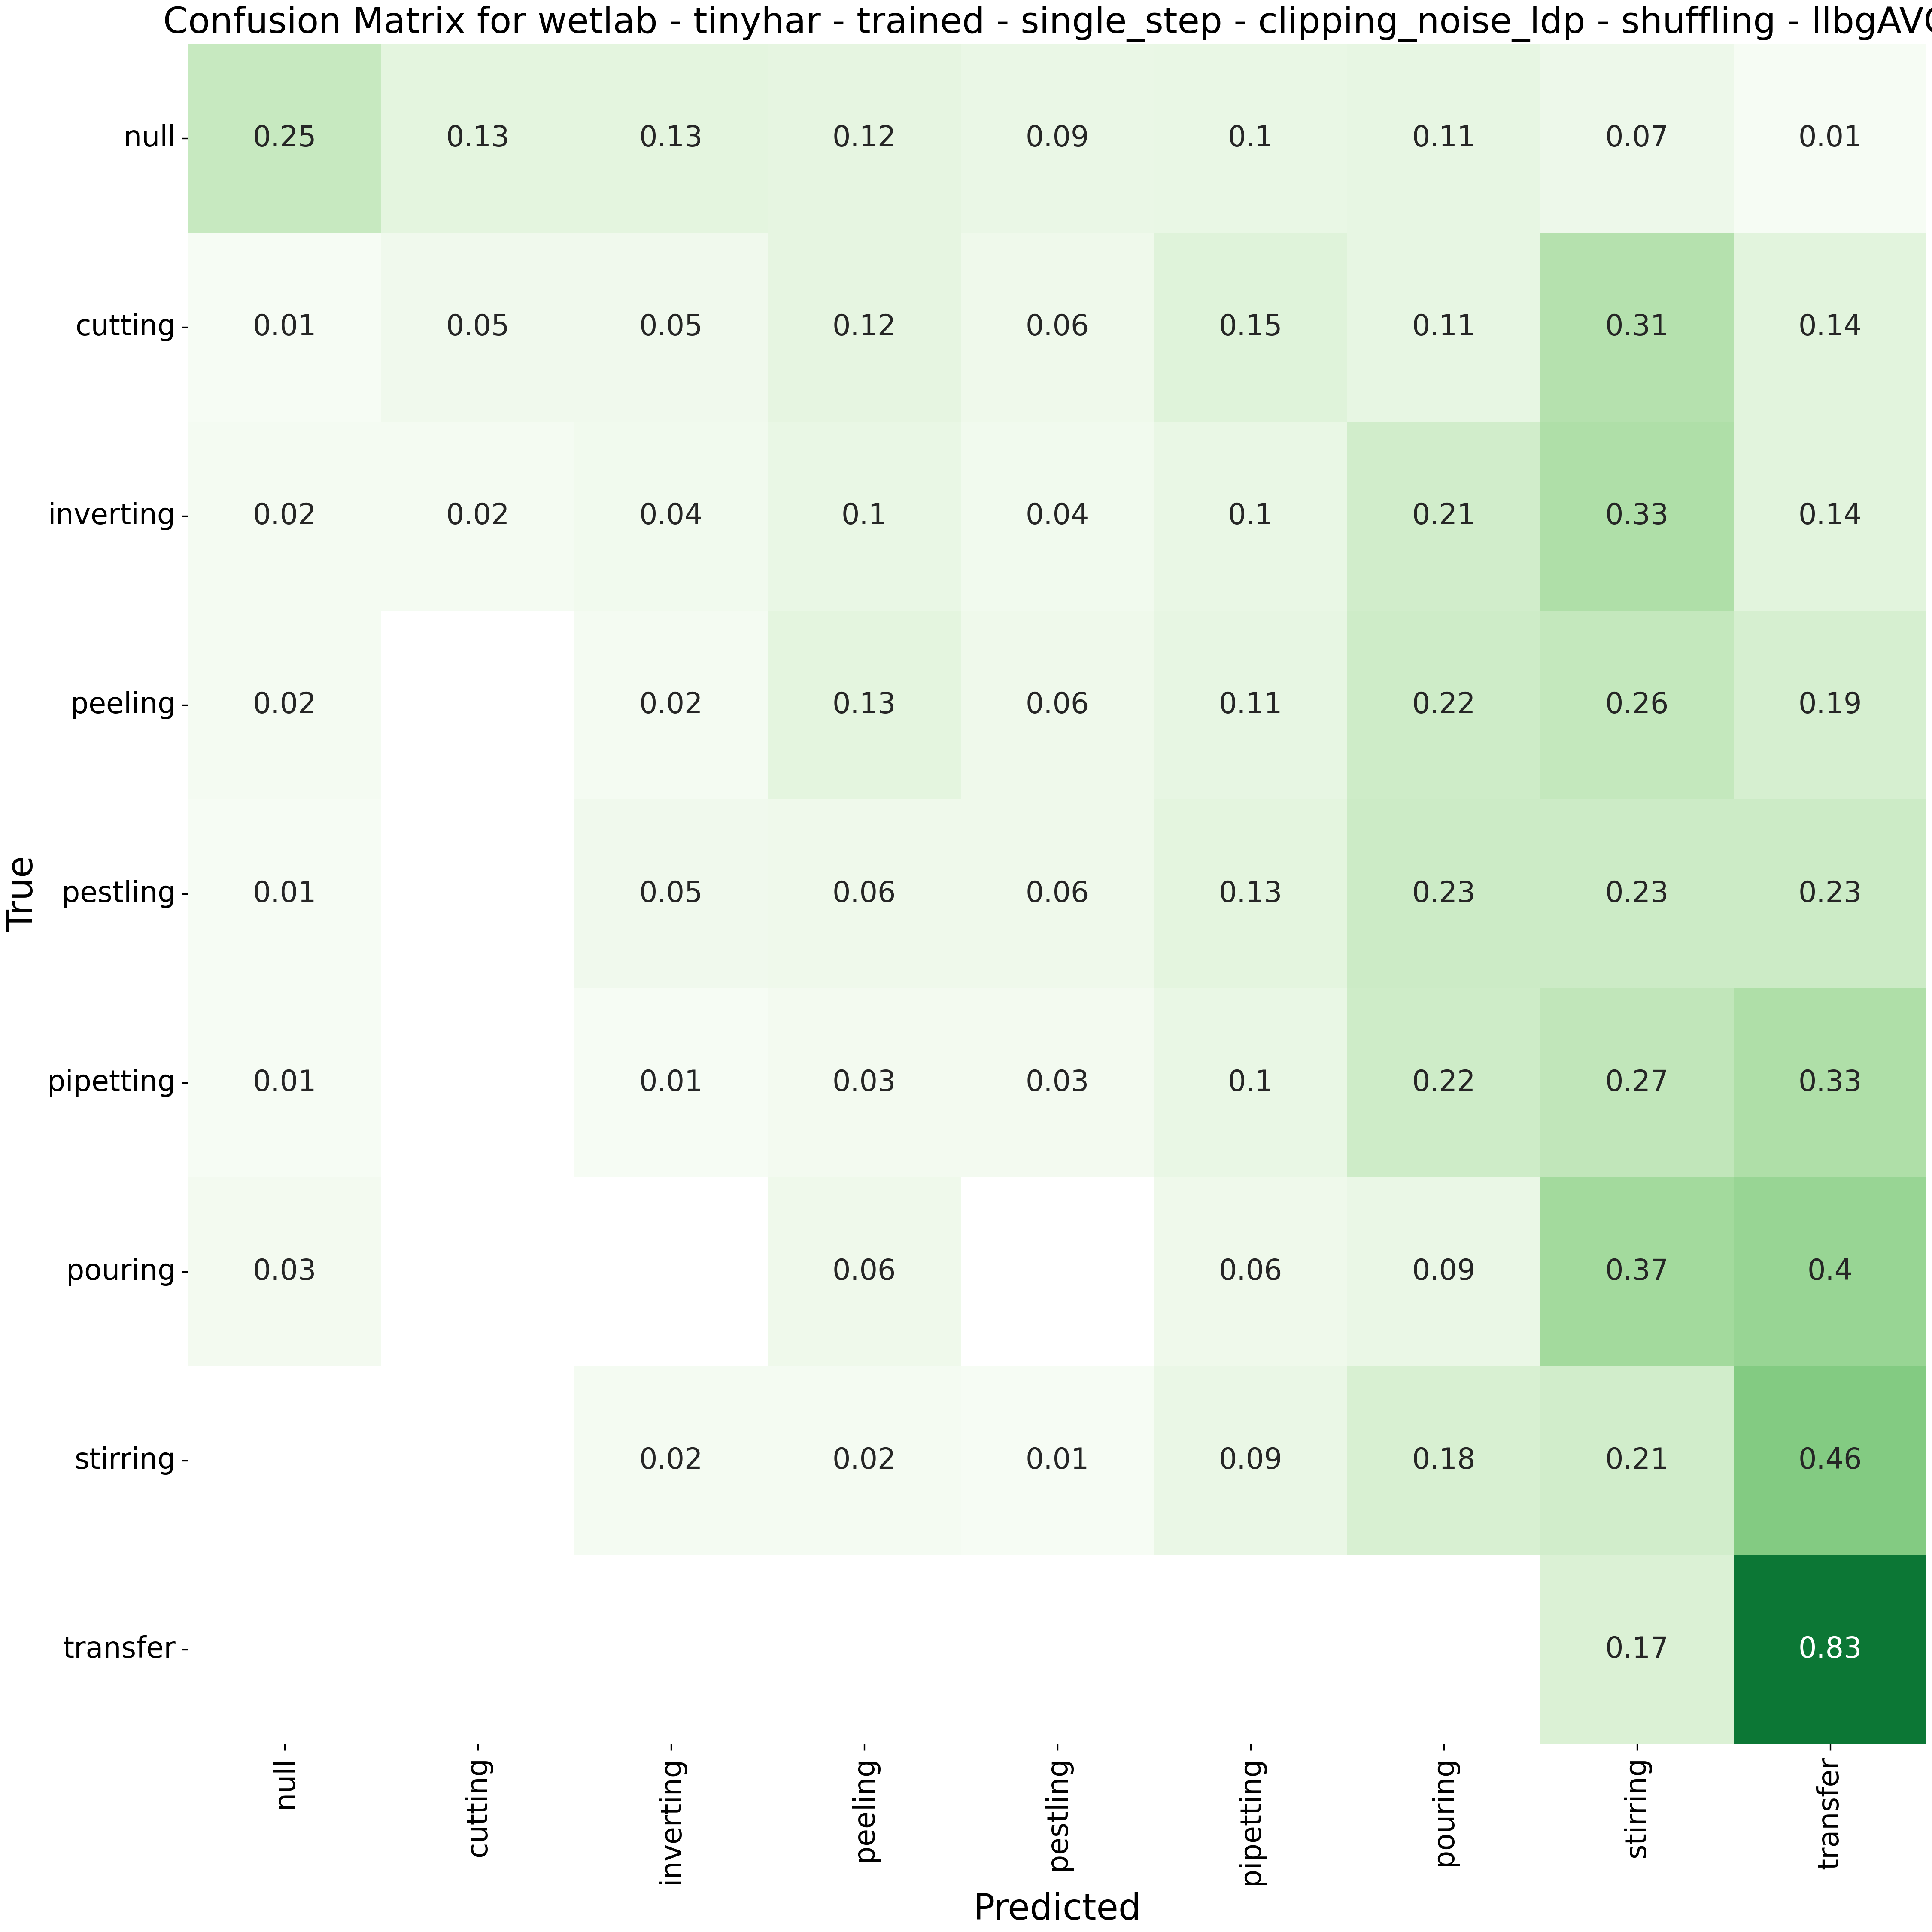 Confusion Matrix for wetlab - tinyhar - trained - single_step - clipping_noise_ldp - shuffling - llbgAVG
null 0.25 0.13 0.13 0.12 0.09 0.1 0.11 0.07 0.01
cutting 0.01 0.05 0.05 0.12 0.06 0.15 0.11 0.31 0.14
inverting 0.02 0.02 0.04 0.1 0.04 0.1 0.21 0.33 0.14
peeling 0.02 0.02 0.13 0.06 0.11 0.22 0.26 0.19
True
pestling 0.01 0.05 0.06 0.06 0.13 0.23 0.23 0.23
pipetting 0.01 0.01 0.03 0.03 0.1 0.22 0.27 0.33
pouring 0.03 0.06 0.06 0.09 0.37 0.4
stirring 0.02 0.02 0.01 0.09 0.18 0.21 0.46
transfer 0.17 0.83
null cutting inverting peeling pestling pipetting pouring stirring transfer
Predicted